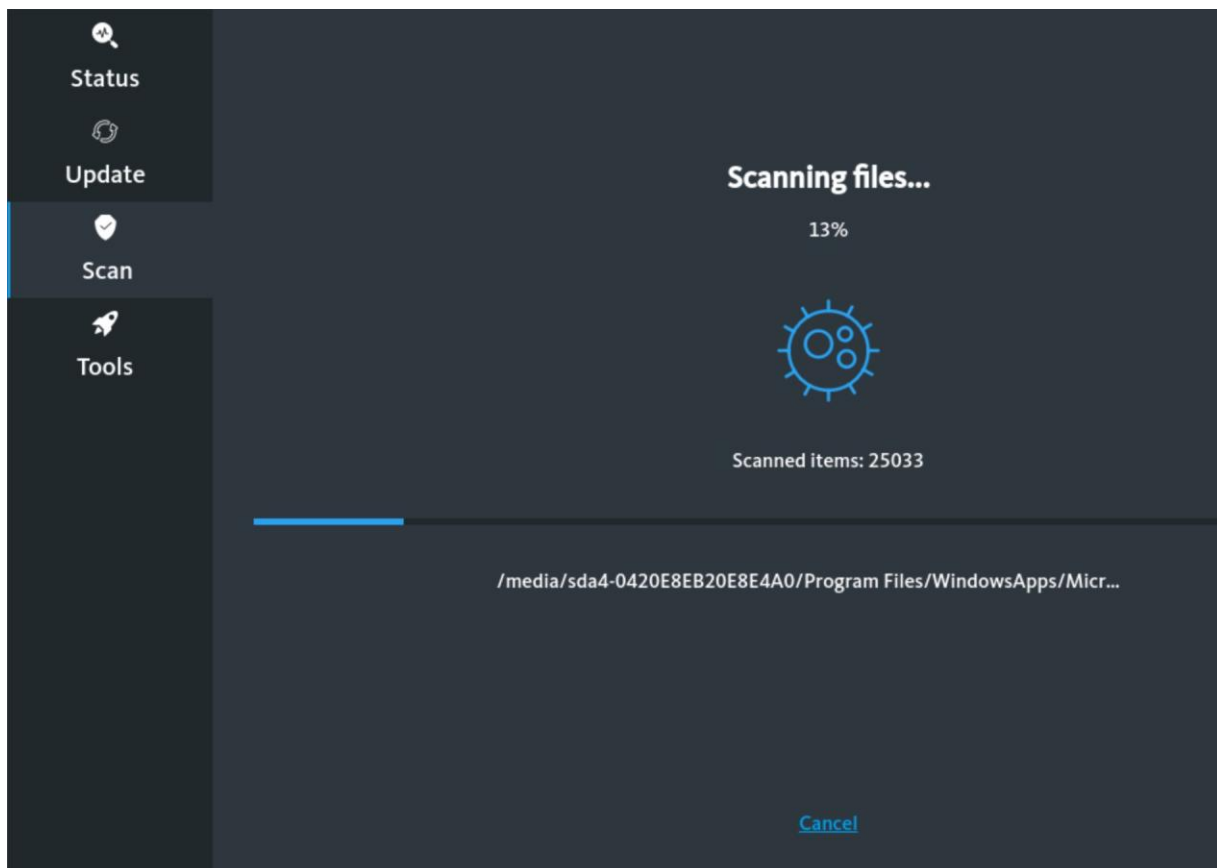 Status
Update
Scan
Tools
Scanning files...
13%
Scanned items: 25033
/media/sda4-0420E8EB20E8E4A0/Program Files/WindowsApps/Micr...
Cancel